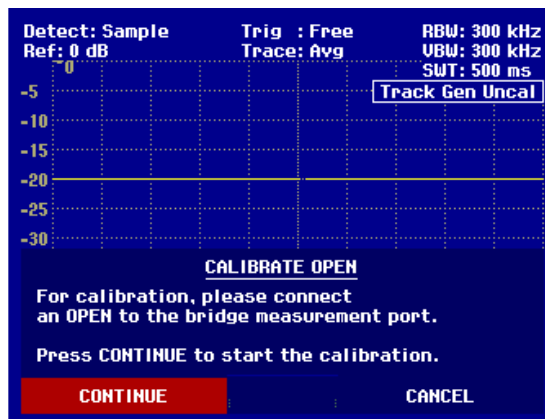 Detect: Sample Trig : Free RBW: 300 kHz
Ref: 0 dB Trace: Avg VBW: 300 kHz
SWT: 500 ms
0
Track Gen Uncal
-5
-10
-15
-20
-25
-30
CALIBRATE OPEN
For calibration, please connect
an OPEN to the bridge measurement port.
Press CONTINUE to start the calibration.
CONTINUE CANCEL